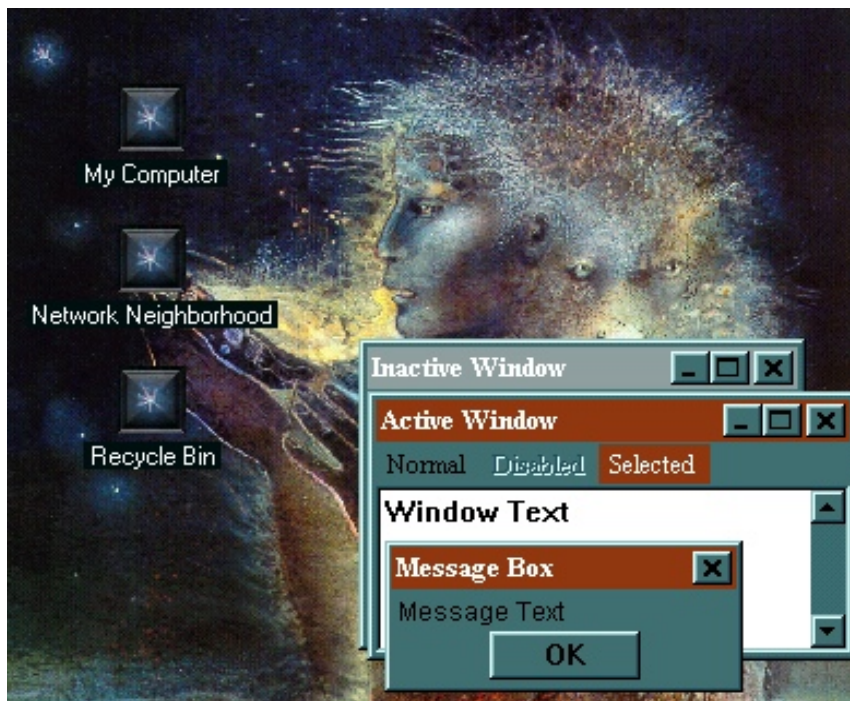 My Computer
Network Neighborhood
Recycle Bin
Inactive Window
Active Window
Normal Disabled Selected
Window Text
Message Box
Message Text
OK